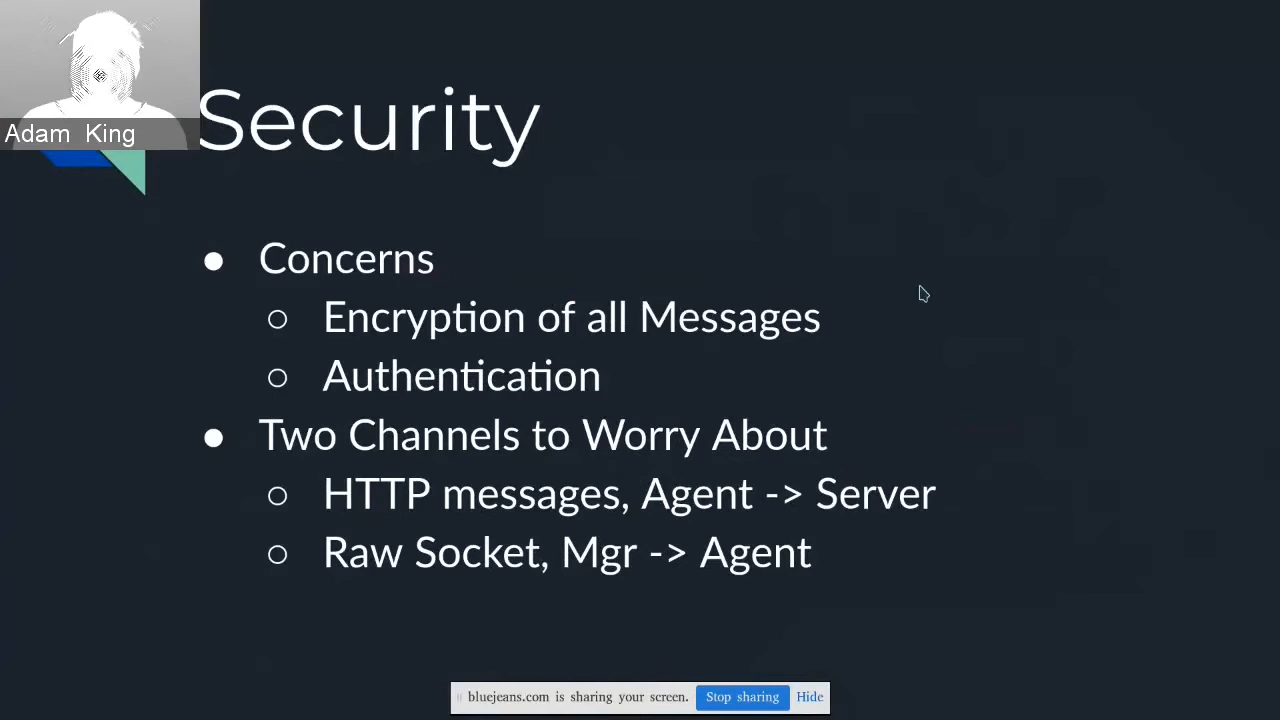 Adam King
Security
● Concerns
○ Encryption of all Messages
○ Authentication
● Two Channels to Worry About
○ HTTP messages, Agent -> Server
○ Raw Socket, Mgr -> Agent
bluejeans.com is sharing your screen. Stop sharing Hide